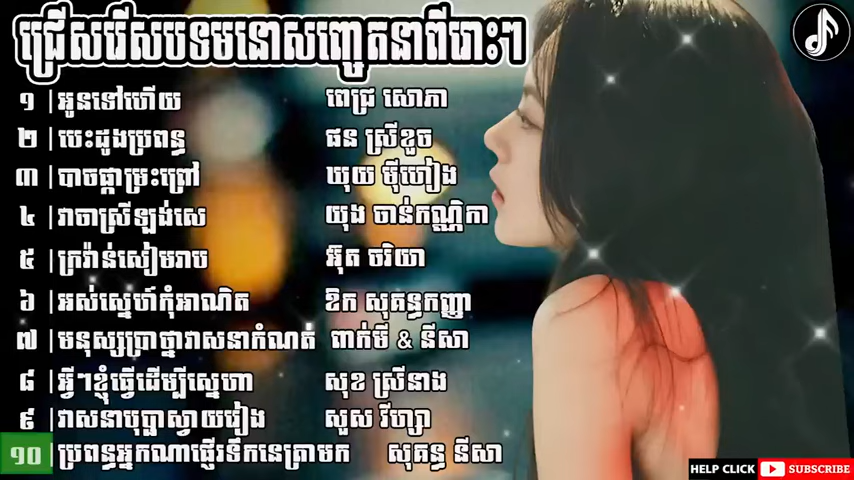 ជ្រើសរើសបទមនោសញ្ចេតនាពីរោះៗ
១ | អូនទៅហើយ ពេជ្រ សោភា
២ | បេះដូងប្រពន្ធ ផន ស្រីខួច
៣ | បាចផ្កាម្រះព្រៅ ឃុយ ម៉ីហៀង
៤ | វាចាស្រីឡង់សេ យុង ចាន់កណ្ណិកា
៥ | ក្រវ៉ាន់សៀមរាប អ៊ុត ចរិយា
៦ | អស់ស្នេហ៍កុំអាណិត ឱក សុគន្ធកញ្ញា
៧ | មនុស្សប្រាថ្នាវាសនាកំណត់ ពាក់មី & នីសា
៨ | អ្វីៗខ្ញុំធ្វើដើម្បីស្នេហា សុខ ស្រីនាង
៩ | វាសនាបុប្ផាស្វាយរៀង សួស វីហ្សា
១០ ប្រពន្ធអ្នកណាផ្ញើរទឹកនេត្រាមក សុគន្ធ នីសា
HELP CLICK SUBSCRIBE